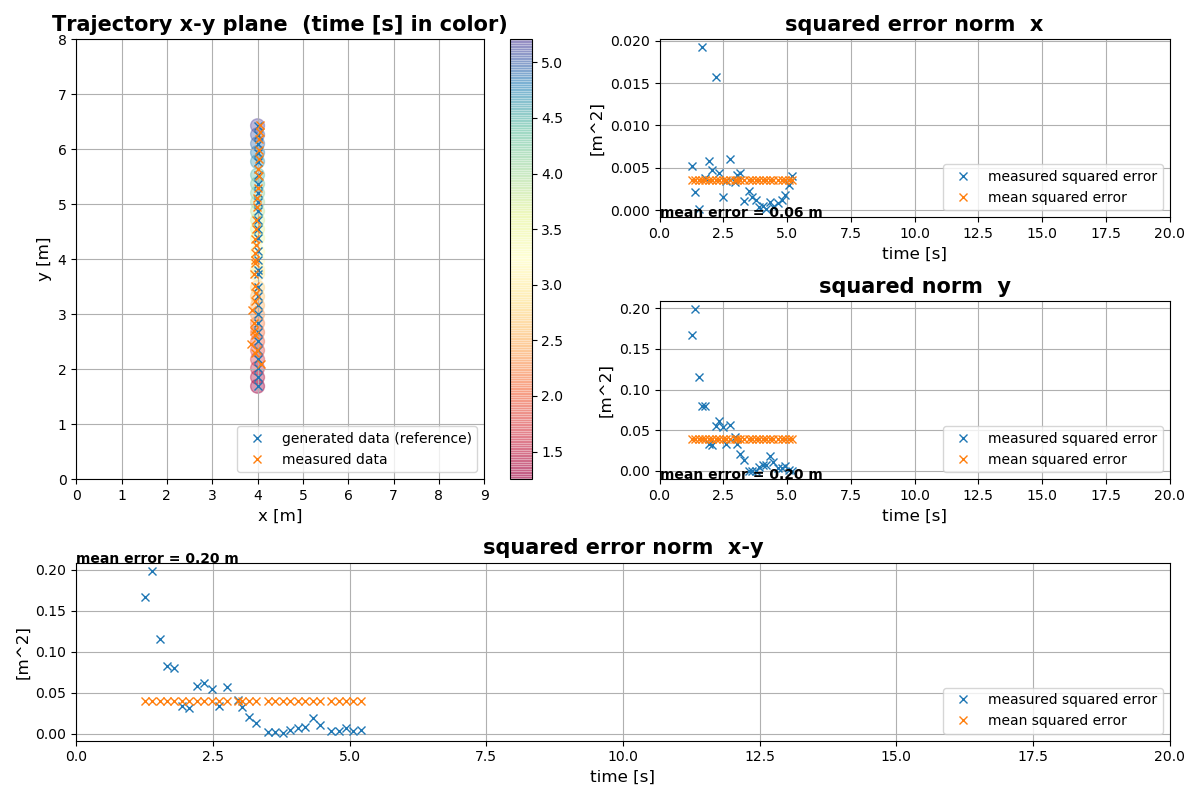 Trajectory x-y plane  (time [s] in color)
8
7
6
5
4
3
2
1
0
y [m]
0 1 2 3 4 5 6 7 8 9
x [m]
generated data (reference)
measured data
5.0
4.5
4.0
3.5
3.0
2.5
2.0
1.5
squared error norm  x
0.020
0.015
0.010
0.005
0.000
[m^2]
measured squared error
mean squared error
mean error = 0.06 m
0.0 2.5 5.0 7.5 10.0 12.5 15.0 17.5 20.0
time [s]
squared norm  y
0.20
0.15
0.10
0.05
0.00
[m^2]
measured squared error
mean squared error
mean error = 0.20 m
0.0 2.5 5.0 7.5 10.0 12.5 15.0 17.5 20.0
time [s]
squared error norm  x-y
mean error = 0.20 m
0.20
0.15
0.10
0.05
0.00
[m^2]
measured squared error
mean squared error
0.0 2.5 5.0 7.5 10.0 12.5 15.0 17.5 20.0
time [s]